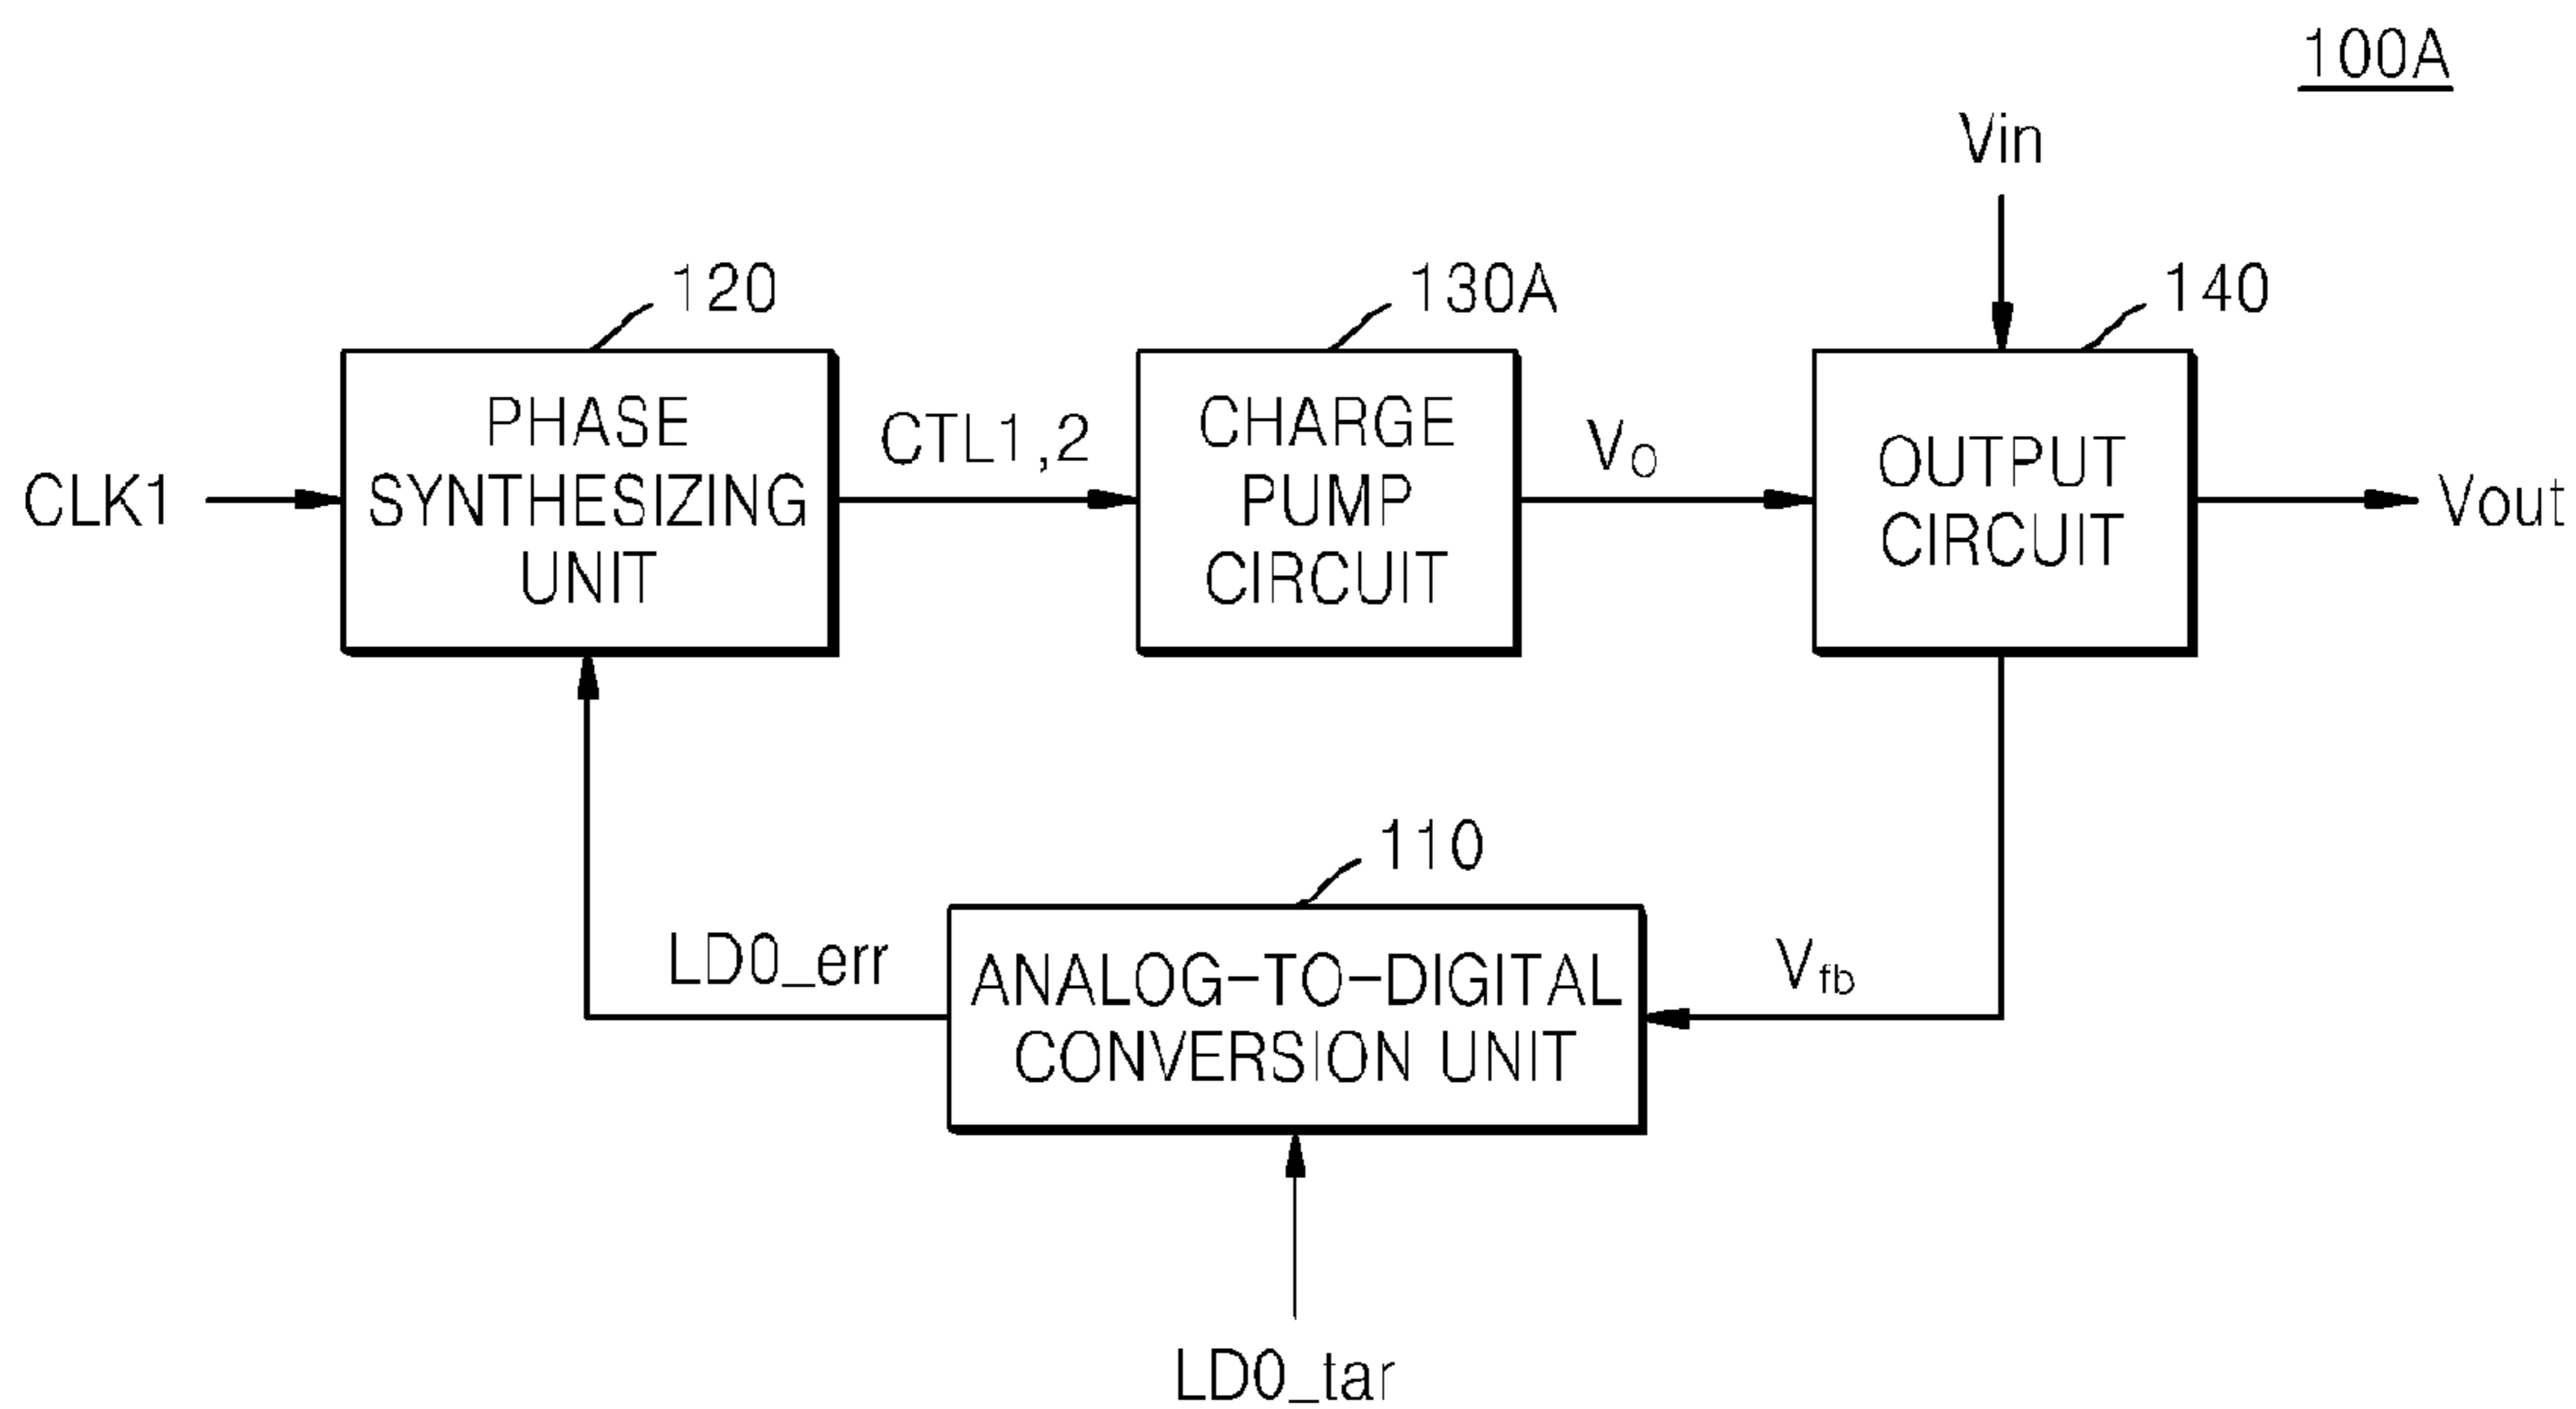 100A
Vin
120
130A
140
PHASE
SYNTHESIZING
UNIT
CTL1,2
CHARGE
PUMP
CIRCUIT
VO
OUTPUT
CIRCUIT
CLK1
Vout
110
LD0_err
ANALOG-TO-DIGITAL
CONVERSION UNIT
Vfb
LD0_tar